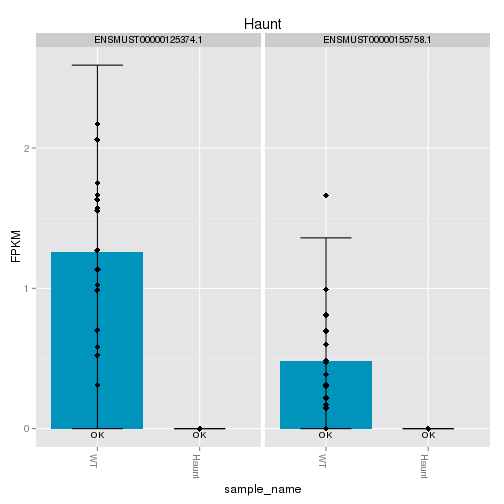 Haunt
ENSMUST00000125374.1
ENSMUST00000155758.1
FPKM
2
1
0
OK
OK
OK
OK
WT
Haunt
WT
Haunt
sample_name